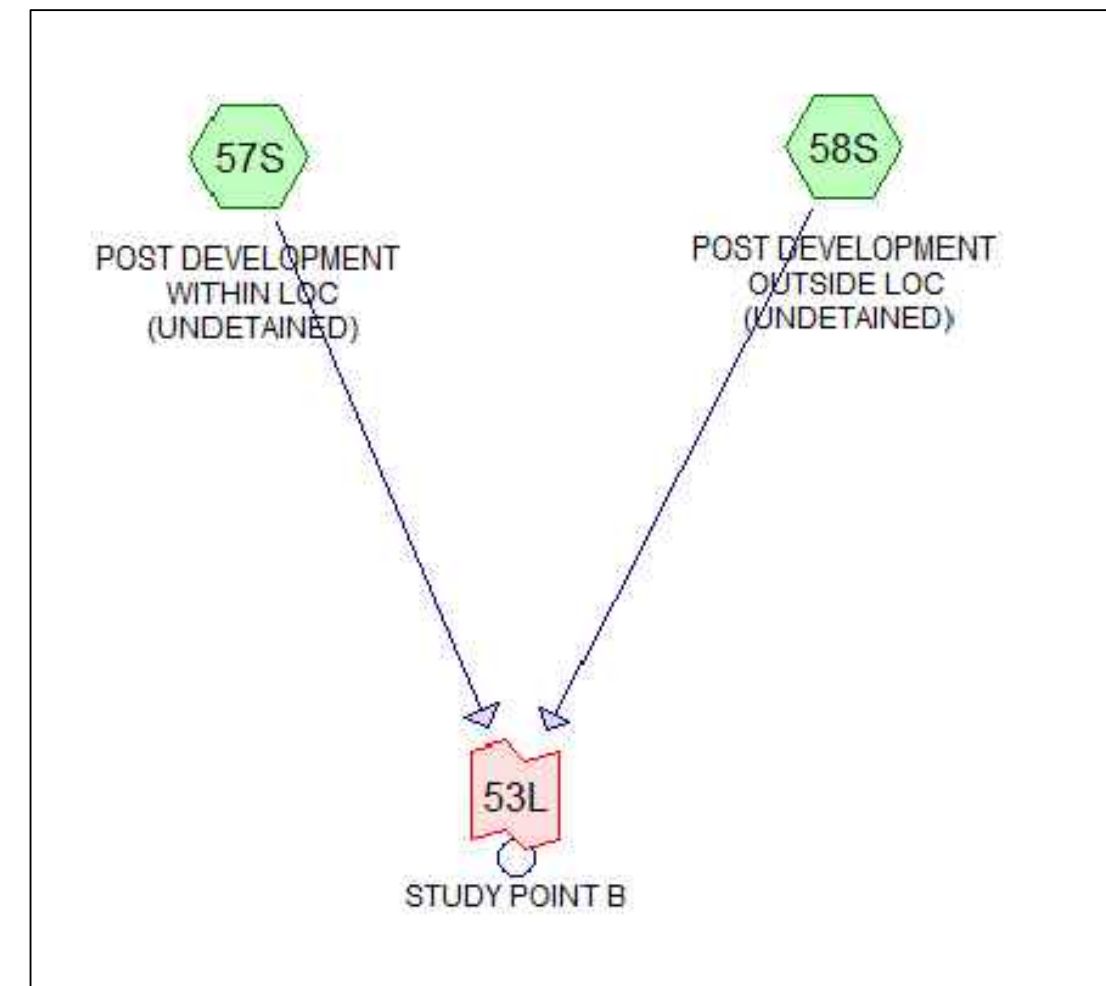 57S
POST DEVELOPMENT
WITHIN LOC
(UNDETAINED)
58S
POST DEVELOPMENT
OUTSIDE LOC
(UNDETAINED)
53L
STUDY POINT B